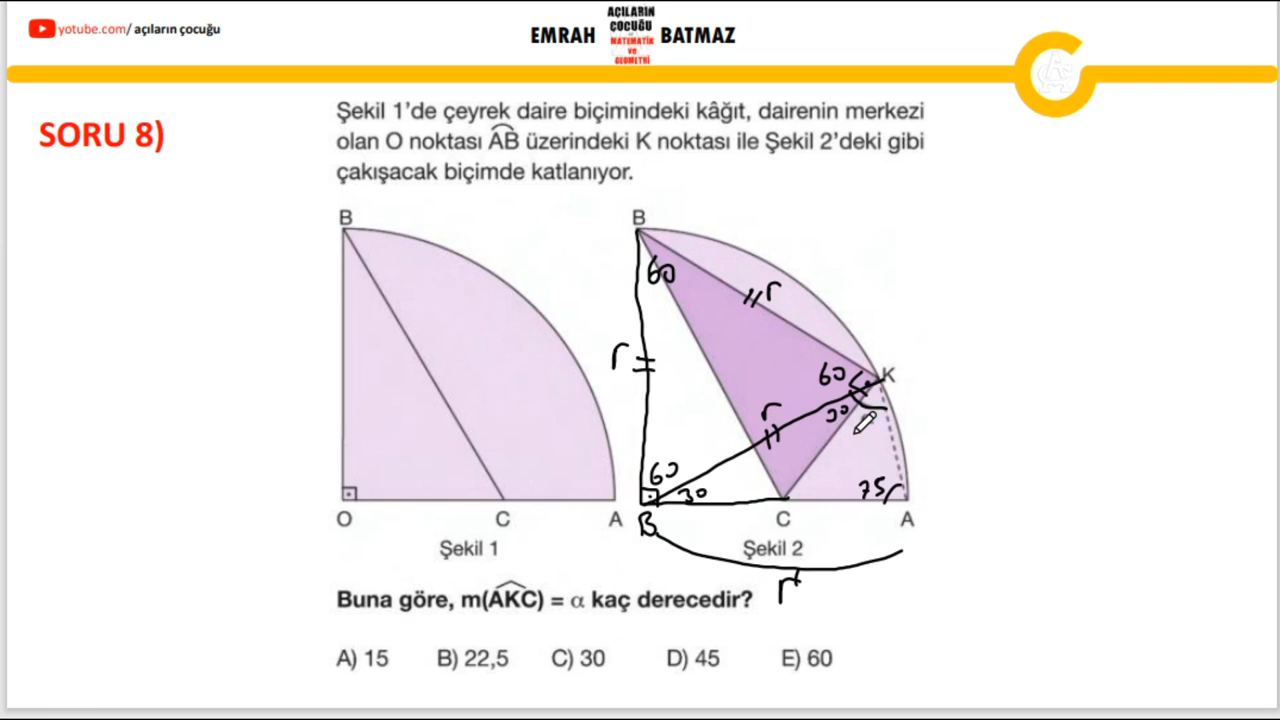 yotube.com/ açıların çocuğu
EMRAH
AÇILARIN
ÇOCUĞU
MATEMATİK
ve
GEOMETRİ
BATMAZ
SORU 8)
Şekil 1'de çeyrek daire biçimindeki kâğıt, dairenin merkezi
olan O noktası AB üzerindeki K noktası ile Şekil 2'deki gibi
çakışacak biçimde katlanıyor.
B
O
C
A
Şekil 1
B
60
r
r
60
K
30
r
60
30
75
B
C
A
Şekil 2
r
Buna göre, m(AKC) = α kaç derecedir?
A) 15 B) 22,5 C) 30 D) 45 E) 60